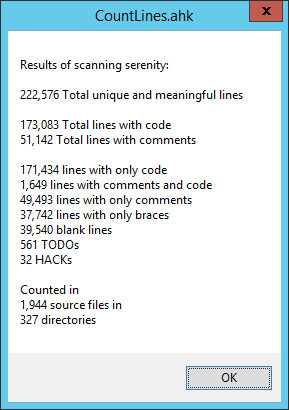 CountLines.ahk
x
Results of scanning serenity:
222,576 Total unique and meaningful lines
173,083 Total lines with code
51,142 Total lines with comments
171,434 lines with only code
1,649 lines with comments and code
49,493 lines with only comments
37,742 lines with only braces
39,540 blank lines
561 TODOs
32 HACKs
Counted in
1,944 source files in
327 directories
OK